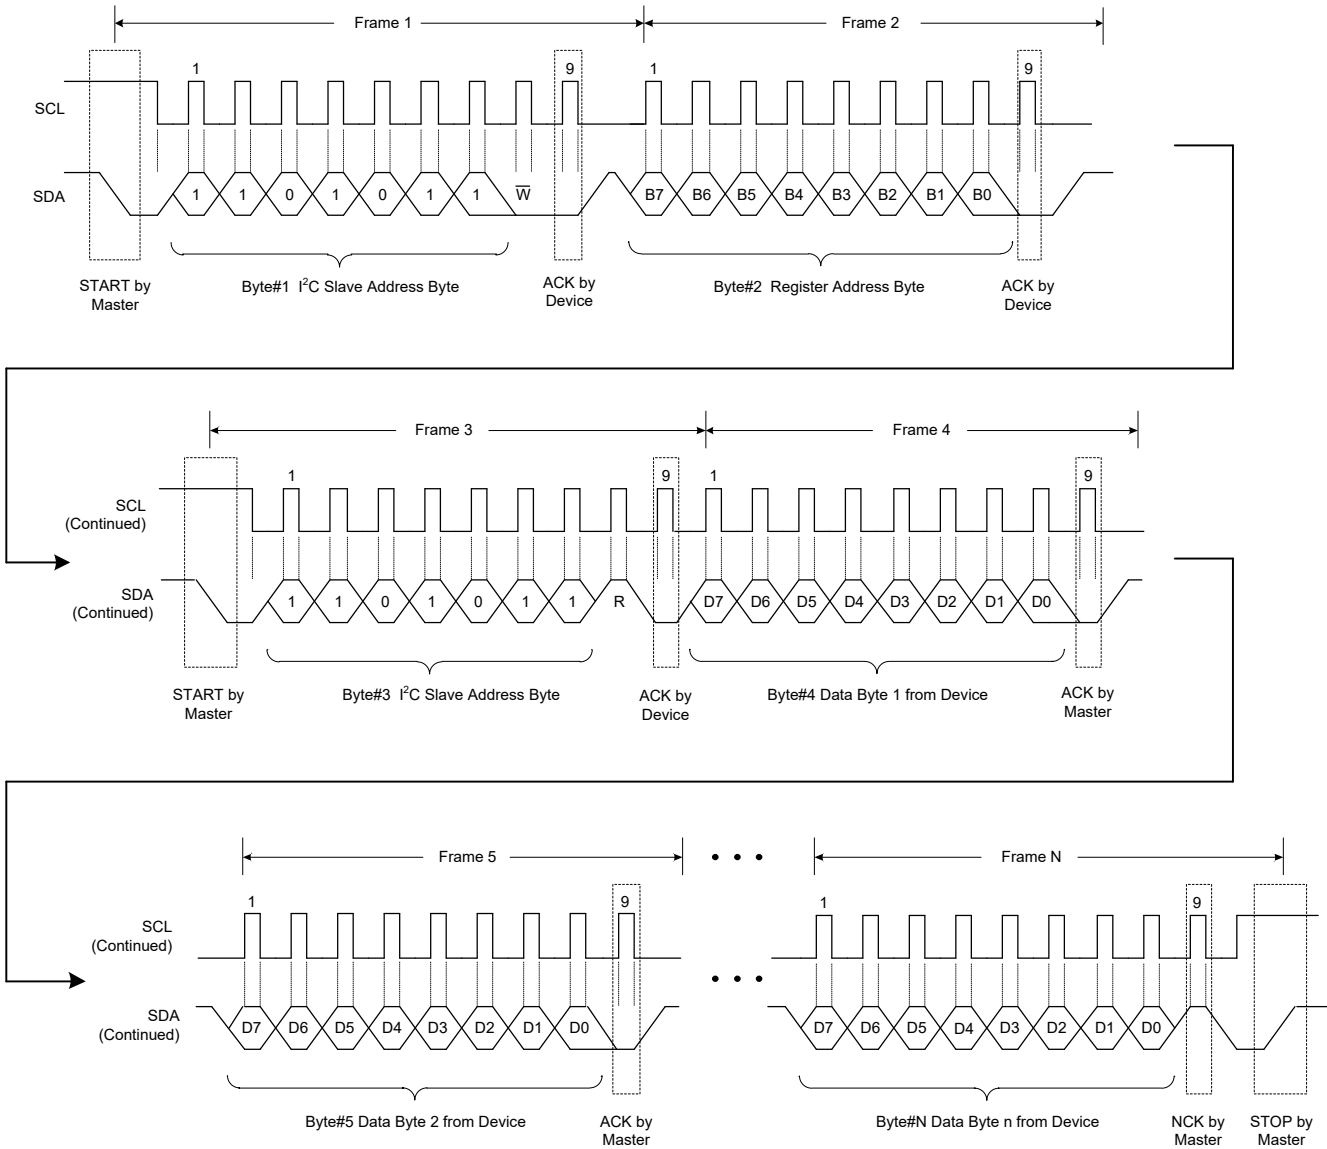 Frame 1
Frame 2
1
9
1
9
SCL
SDA
1 1 0 1 0 1 1 W̅
B7 B6 B5 B4 B3 B2 B1 B0
START by
Master
Byte#1 I²C Slave Address Byte
ACK by
Device
Byte#2 Register Address Byte
ACK by
Device
Frame 3
Frame 4
1
9
1
9
SCL
(Continued)
SDA
(Continued)
1 1 0 1 0 1 1 R
D7 D6 D5 D4 D3 D2 D1 D0
START by
Master
Byte#3 I²C Slave Address Byte
ACK by
Device
Byte#4 Data Byte 1 from Device
ACK by
Master
Frame 5
Frame N
1
9
1
9
SCL
(Continued)
SDA
(Continued)
D7 D6 D5 D4 D3 D2 D1 D0
D7 D6 D5 D4 D3 D2 D1 D0
Byte#5 Data Byte 2 from Device
ACK by
Master
Byte#N Data Byte n from Device
NCK by
Master
STOP by
Master